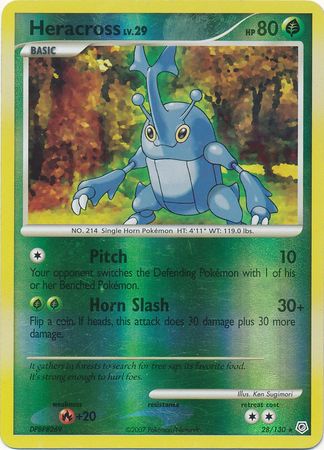 Heracross LV.29 HP 80
BASIC
NO. 214 Single Horn Pokémon HT: 4'11" WT: 119.0 lbs.
Pitch 10
Your opponent switches the Defending Pokémon with 1 of his
or her Benched Pokémon.
Horn Slash 30+
Flip a coin. If heads, this attack does 30 damage plus 30 more
damage.
It gathers in forests to search for tree sap, its favorite food.
It's strong enough to hurl foes.
Illus. Ken Sugimori
weakness resistance retreat cost
+20
DPBP#269 ©2007 Pokémon/Nintendo 28/130 ★